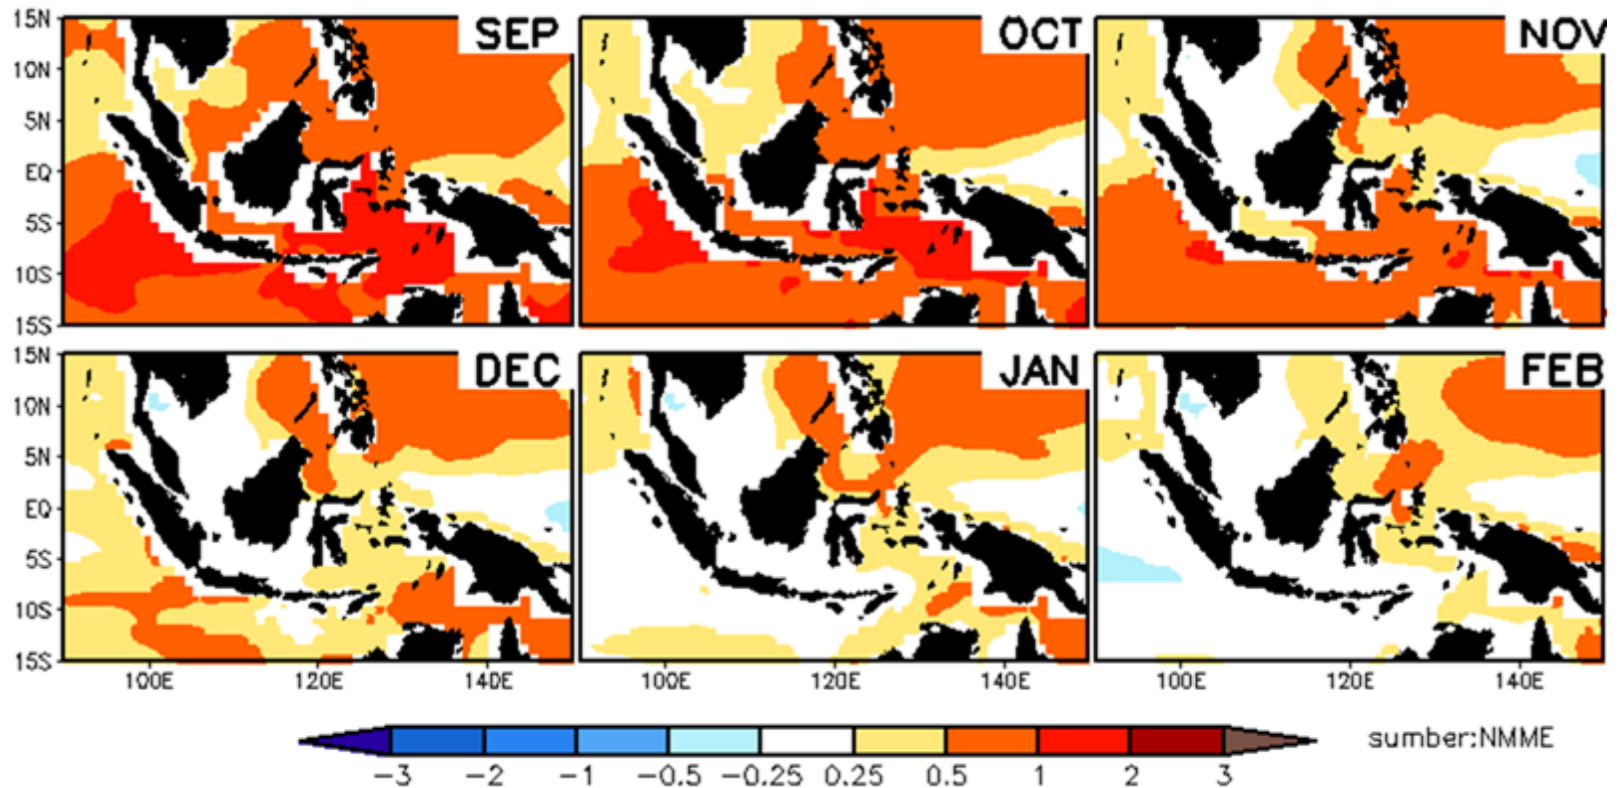 15N SEP OCT NOV
10N
5N
EQ
5S
10S
15S
15N DEC JAN FEB
10N
5N
EQ
5S
10S
15S
100E 120E 140E 100E 120E 140E 100E 120E 140E
-3 -2 -1 -0.5 -0.25 0.25 0.5 1 2 3
sumber:NMME